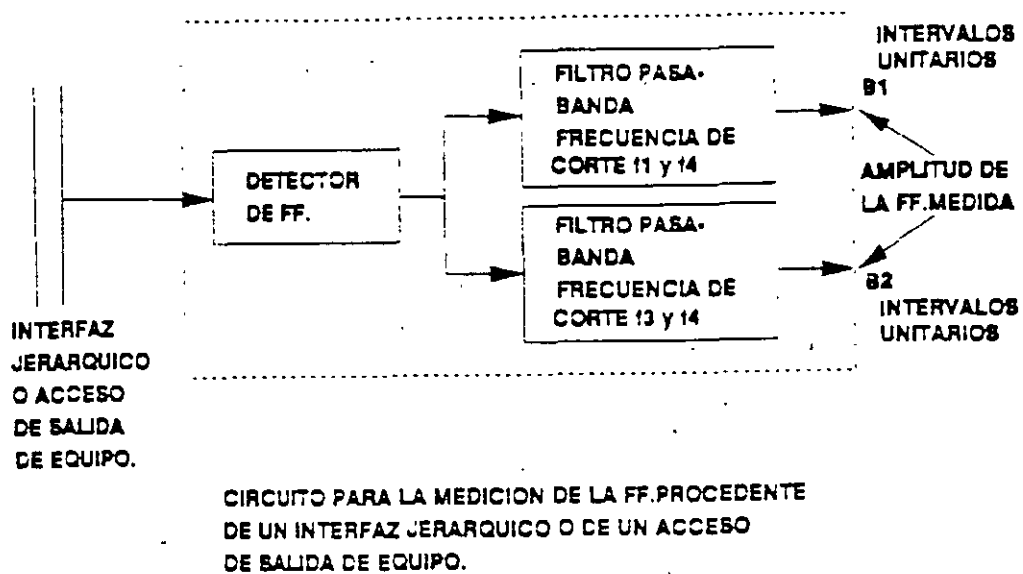 INTERVALOS
UNITARIOS
B1
FILTRO PASA-
BANDA
FRECUENCIA DE
CORTE f1 y f4
DETECTOR
DE FF.
AMPLITUD DE
LA FF.MEDIDA
FILTRO PASA-
BANDA
FRECUENCIA DE
CORTE f3 y f4
B2
INTERVALOS
UNITARIOS
INTERFAZ
JERARQUICO
O ACCESO
DE SALIDA
DE EQUIPO.
CIRCUITO PARA LA MEDICION DE LA FF.PROCEDENTE
DE UN INTERFAZ JERARQUICO O DE UN ACCESO
DE SALIDA DE EQUIPO.